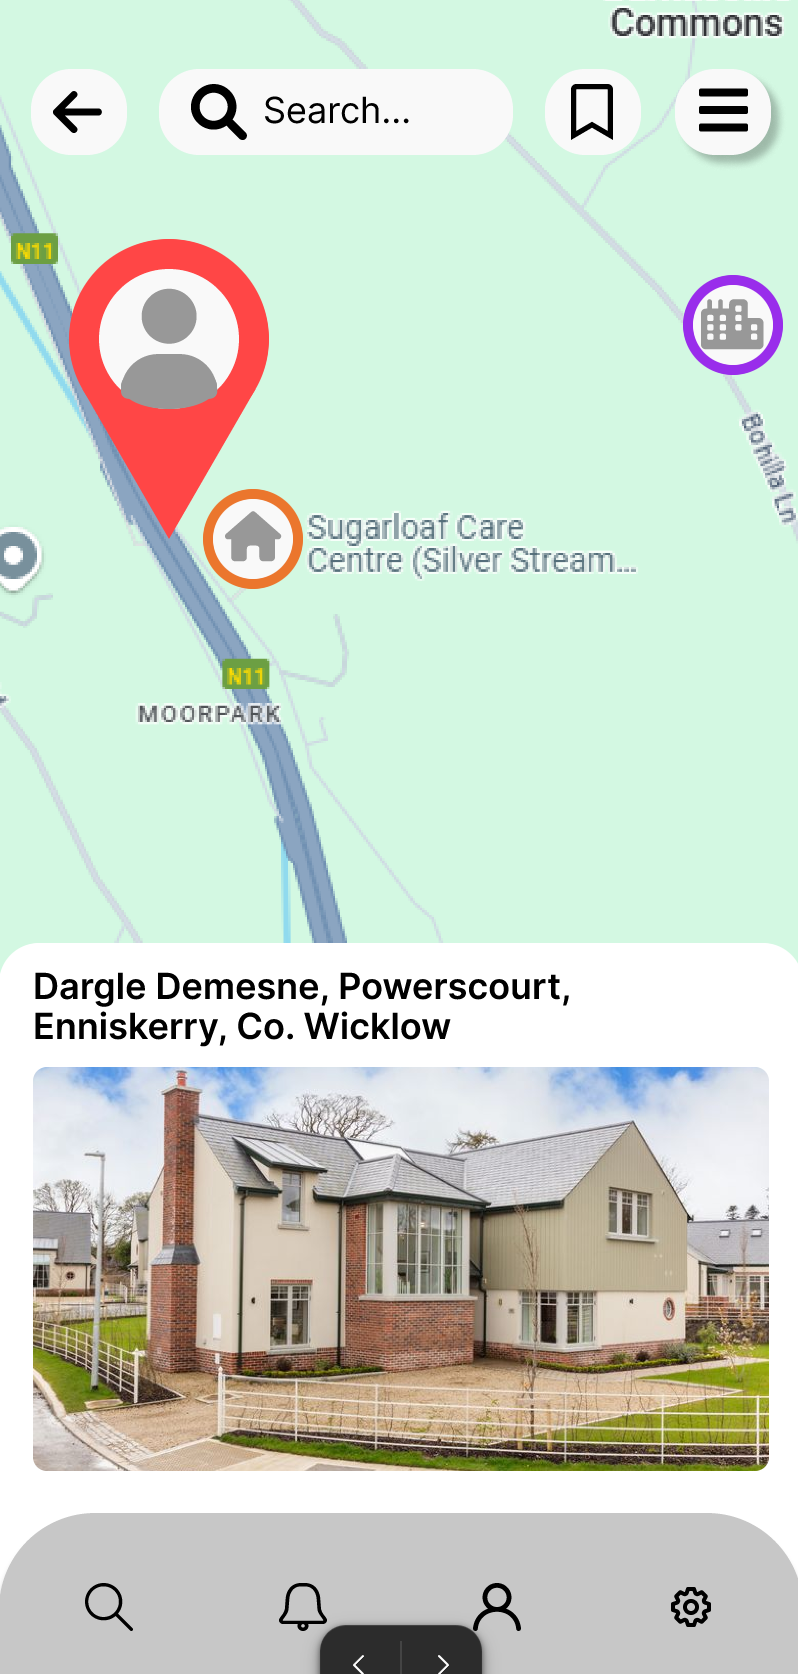 Commons
Search...
N11
Bohilla Ln
Sugarloaf Care
Centre (Silver Stream...
N11
MOORPARK
Dargle Demesne, Powerscourt,
Enniskerry, Co. Wicklow